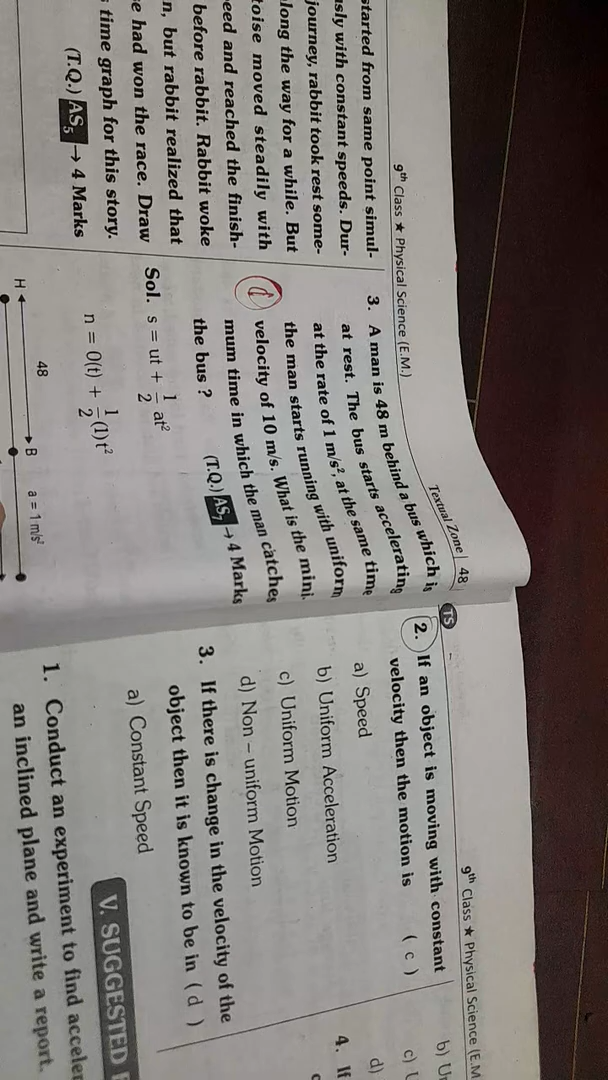 9th Class ★ Physical Science (E.M.)
Textual Zone | 48
started from same point simul-
sly with constant speeds. Dur-
journey, rabbit took rest some-
long the way for a while. But
toise moved steadily with
eed and reached the finish-
before rabbit. Rabbit woke
n, but rabbit realized that
e had won the race. Draw
time graph for this story.
(T.Q.) AS5 → 4 Marks
3. A man is 48 m behind a bus which is
at rest. The bus starts accelerating
at the rate of 1 m/s², at the same time
the man starts running with uniform
velocity of 10 m/s. What is the mini.
mum time in which the man catches
the bus ?
(T.Q.) AS7 → 4 Marks
Sol. s = ut + 1/2 at²
n = 0(t) + 1/2 (1)t²
H 48 B a = 1 m/s²
9th Class ★ Physical Science (E.M
TS
2. If an object is moving with constant
velocity then the motion is ( c )
a) Speed
b) Uniform Acceleration
c) Uniform Motion
d) Non – uniform Motion
3. If there is change in the velocity of the
object then it is known to be in ( d )
a) Constant Speed
b) Un
c) U
d)
4. If
V. SUGGESTED
1. Conduct an experiment to find acceler
an inclined plane and write a report.